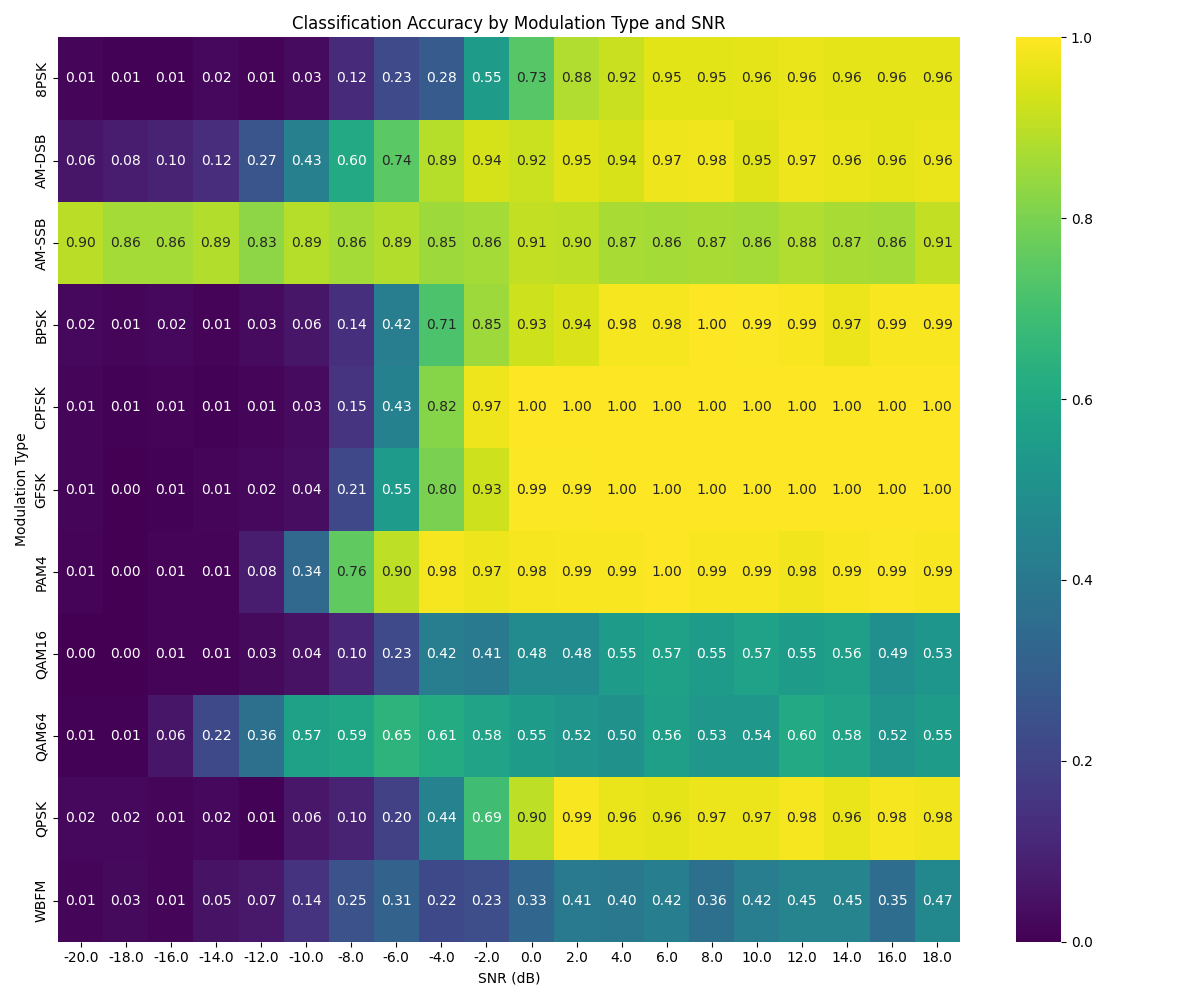 Classification Accuracy by Modulation Type and SNR
8PSK 0.01 0.01 0.01 0.02 0.01 0.03 0.12 0.23 0.28 0.55 0.73 0.88 0.92 0.95 0.95 0.96 0.96 0.96 0.96 0.96
AM-DSB 0.06 0.08 0.10 0.12 0.27 0.43 0.60 0.74 0.89 0.94 0.92 0.95 0.94 0.97 0.98 0.95 0.97 0.96 0.96 0.96
AM-SSB 0.90 0.86 0.86 0.89 0.83 0.89 0.86 0.89 0.85 0.86 0.91 0.90 0.87 0.86 0.87 0.86 0.88 0.87 0.86 0.91
BPSK 0.02 0.01 0.02 0.01 0.03 0.06 0.14 0.42 0.71 0.85 0.93 0.94 0.98 0.98 1.00 0.99 0.99 0.97 0.99 0.99
CPFSK 0.01 0.01 0.01 0.01 0.01 0.03 0.15 0.43 0.82 0.97 1.00 1.00 1.00 1.00 1.00 1.00 1.00 1.00 1.00 1.00
GFSK 0.01 0.00 0.01 0.01 0.02 0.04 0.21 0.55 0.80 0.93 0.99 0.99 1.00 1.00 1.00 1.00 1.00 1.00 1.00 1.00
PAM4 0.01 0.00 0.01 0.01 0.08 0.34 0.76 0.90 0.98 0.97 0.98 0.99 0.99 1.00 0.99 0.99 0.98 0.99 0.99 0.99
QAM16 0.00 0.00 0.01 0.01 0.03 0.04 0.10 0.23 0.42 0.41 0.48 0.48 0.55 0.57 0.55 0.57 0.55 0.56 0.49 0.53
QAM64 0.01 0.01 0.06 0.22 0.36 0.57 0.59 0.65 0.61 0.58 0.55 0.52 0.50 0.56 0.53 0.54 0.60 0.58 0.52 0.55
QPSK 0.02 0.02 0.01 0.02 0.01 0.06 0.10 0.20 0.44 0.69 0.90 0.99 0.96 0.96 0.97 0.97 0.98 0.96 0.98 0.98
WBFM 0.01 0.03 0.01 0.05 0.07 0.14 0.25 0.31 0.22 0.23 0.33 0.41 0.40 0.42 0.36 0.42 0.45 0.45 0.35 0.47
-20.0 -18.0 -16.0 -14.0 -12.0 -10.0 -8.0 -6.0 -4.0 -2.0 0.0 2.0 4.0 6.0 8.0 10.0 12.0 14.0 16.0 18.0
SNR (dB)
Modulation Type
1.0
0.8
0.6
0.4
0.2
0.0